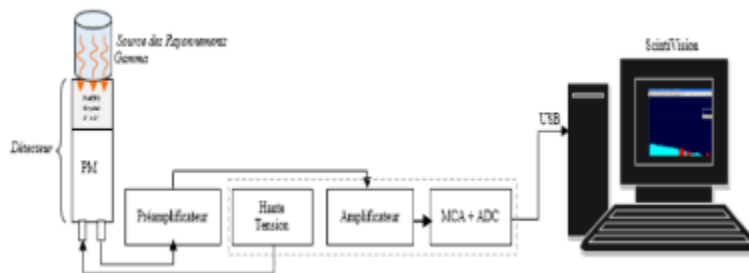 Source des Rayonnements
Gamma
ScintiVision
USB
Détecteur
PM
Préamplificateur
Haute
Tension
Amplificateur
MCA + ADC